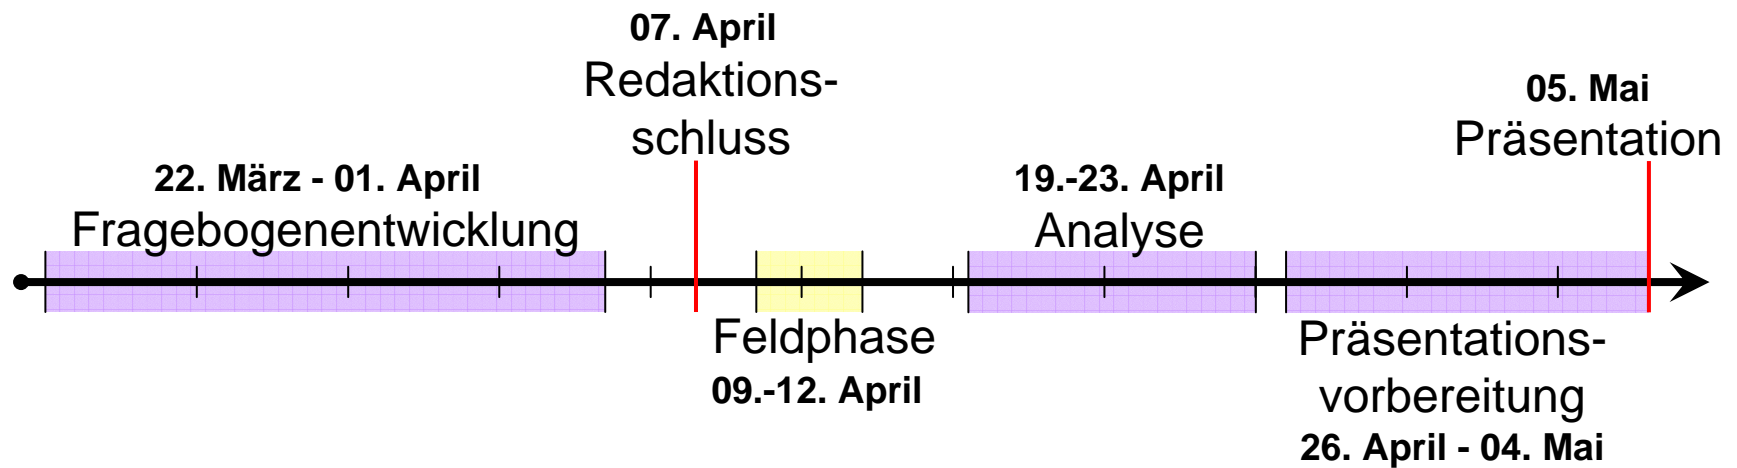 22. März - 01. April
Fragebogenentwicklung
07. April
Redaktions-
schluss
Feldphase
09.-12. April
19.-23. April
Analyse
Präsentations-
vorbereitung
26. April - 04. Mai
05. Mai
Präsentation